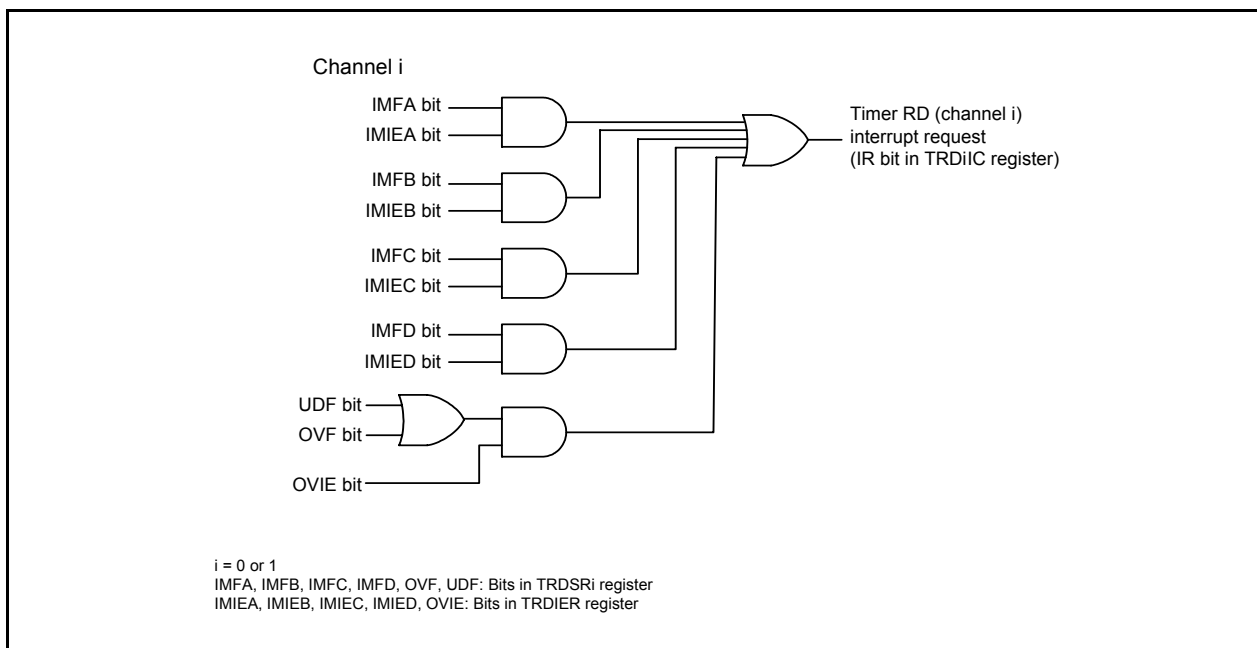 Channel i
IMFA bit
IMIEA bit
IMFB bit
IMIEB bit
IMFC bit
IMIEC bit
IMFD bit
IMIED bit
UDF bit
OVF bit
OVIE bit
Timer RD (channel i)
interrupt request
(IR bit in TRDiIC register)
i = 0 or 1
IMFA, IMFB, IMFC, IMFD, OVF, UDF: Bits in TRDSRi register
IMIEA, IMIEB, IMIEC, IMIED, OVIE: Bits in TRDIER register